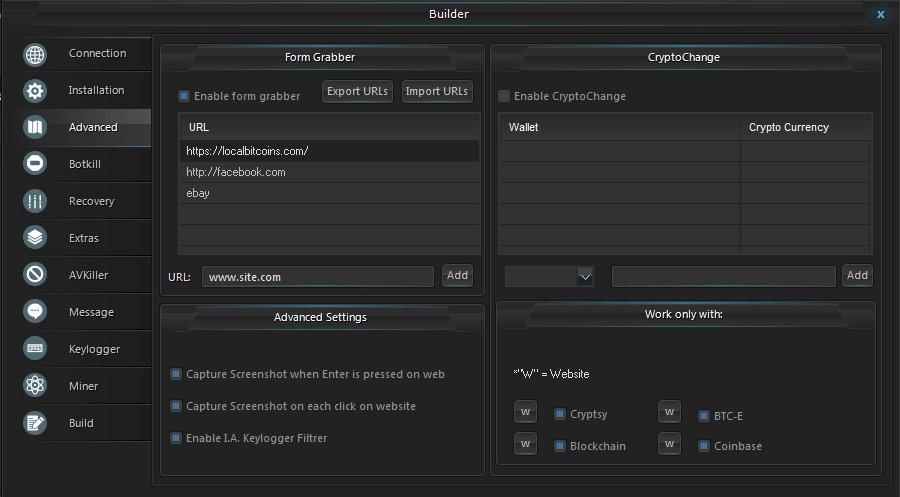 Builder
x
Connection
Installation
Advanced
Botkill
Recovery
Extras
AVKiller
Message
Keylogger
Miner
Build
Form Grabber
Enable form grabber
Export URLs
Import URLs
URL
https://localbitcoins.com/
http://facebook.com
ebay
URL:
www.site.com
Add
Advanced Settings
Capture Screenshot when Enter is pressed on web
Capture Screenshot on each click on website
Enable I.A. Keylogger Filtrer
CryptoChange
Enable CryptoChange
Wallet
Crypto Currency
Add
Work only with:
*"W" = Website
W
Cryptsy
W
BTC-E
W
Blockchain
W
Coinbase